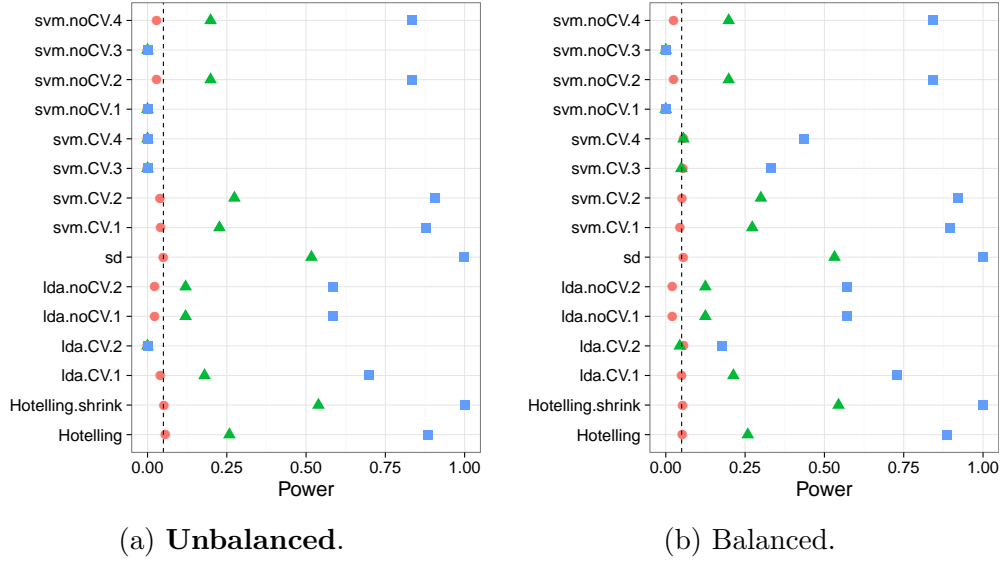 svm.noCV.4
svm.noCV.3
svm.noCV.2
svm.noCV.1
svm.CV.4
svm.CV.3
svm.CV.2
svm.CV.1
sd
lda.noCV.2
lda.noCV.1
lda.CV.2
lda.CV.1
Hotelling.shrink
Hotelling
0.00 0.25 0.50 0.75 1.00
Power
(a) Unbalanced.
svm.noCV.4
svm.noCV.3
svm.noCV.2
svm.noCV.1
svm.CV.4
svm.CV.3
svm.CV.2
svm.CV.1
sd
lda.noCV.2
lda.noCV.1
lda.CV.2
lda.CV.1
Hotelling.shrink
Hotelling
0.00 0.25 0.50 0.75 1.00
Power
(b) Balanced.